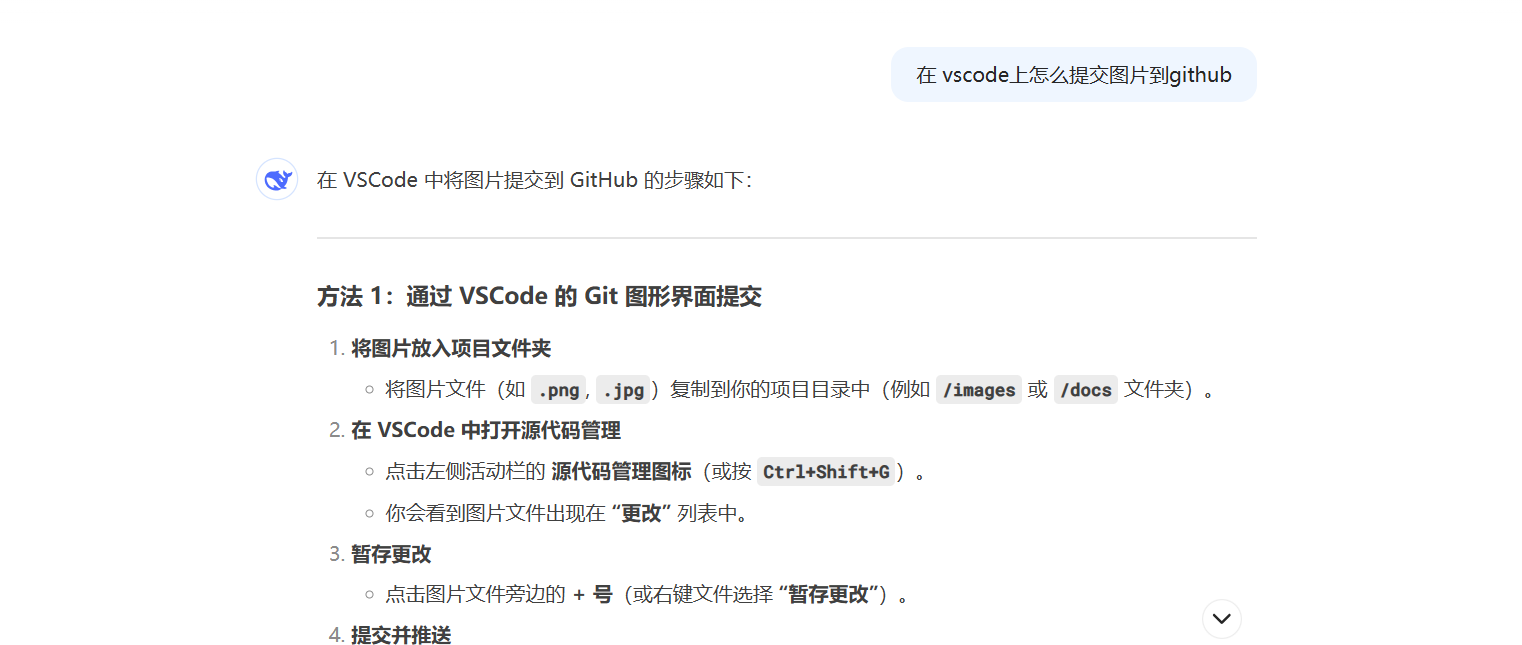 在 vscode上怎么提交图片到github
在 VSCode 中将图片提交到 GitHub 的步骤如下：
方法 1：通过 VSCode 的 Git 图形界面提交
1. 将图片放入项目文件夹
将图片文件（如 .png, .jpg）复制到你的项目目录中（例如 /images 或 /docs 文件夹）。
2. 在 VSCode 中打开源代码管理
点击左侧活动栏的 源代码管理图标（或按 Ctrl+Shift+G）。
你会看到图片文件出现在 “更改” 列表中。
3. 暂存更改
点击图片文件旁边的 + 号（或右键文件选择 “暂存更改”）。
4. 提交并推送